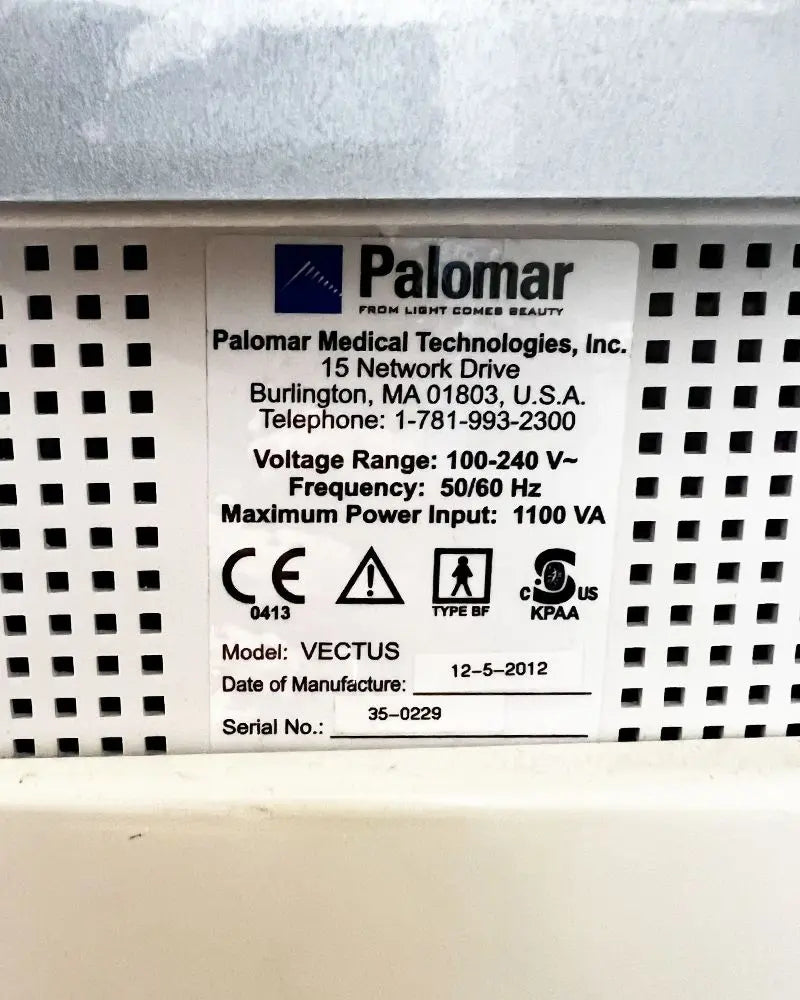 Palomar
FROM LIGHT COMES BEAUTY
Palomar Medical Technologies, Inc.
15 Network Drive
Burlington, MA 01803, U.S.A.
Telephone: 1-781-993-2300
Voltage Range: 100-240 V~
Frequency: 50/60 Hz
Maximum Power Input: 1100 VA
CE
0413
TYPE BF
C US
KPAA
Model: VECTUS
Date of Manufacture: 12-5-2012
Serial No.: 35-0229